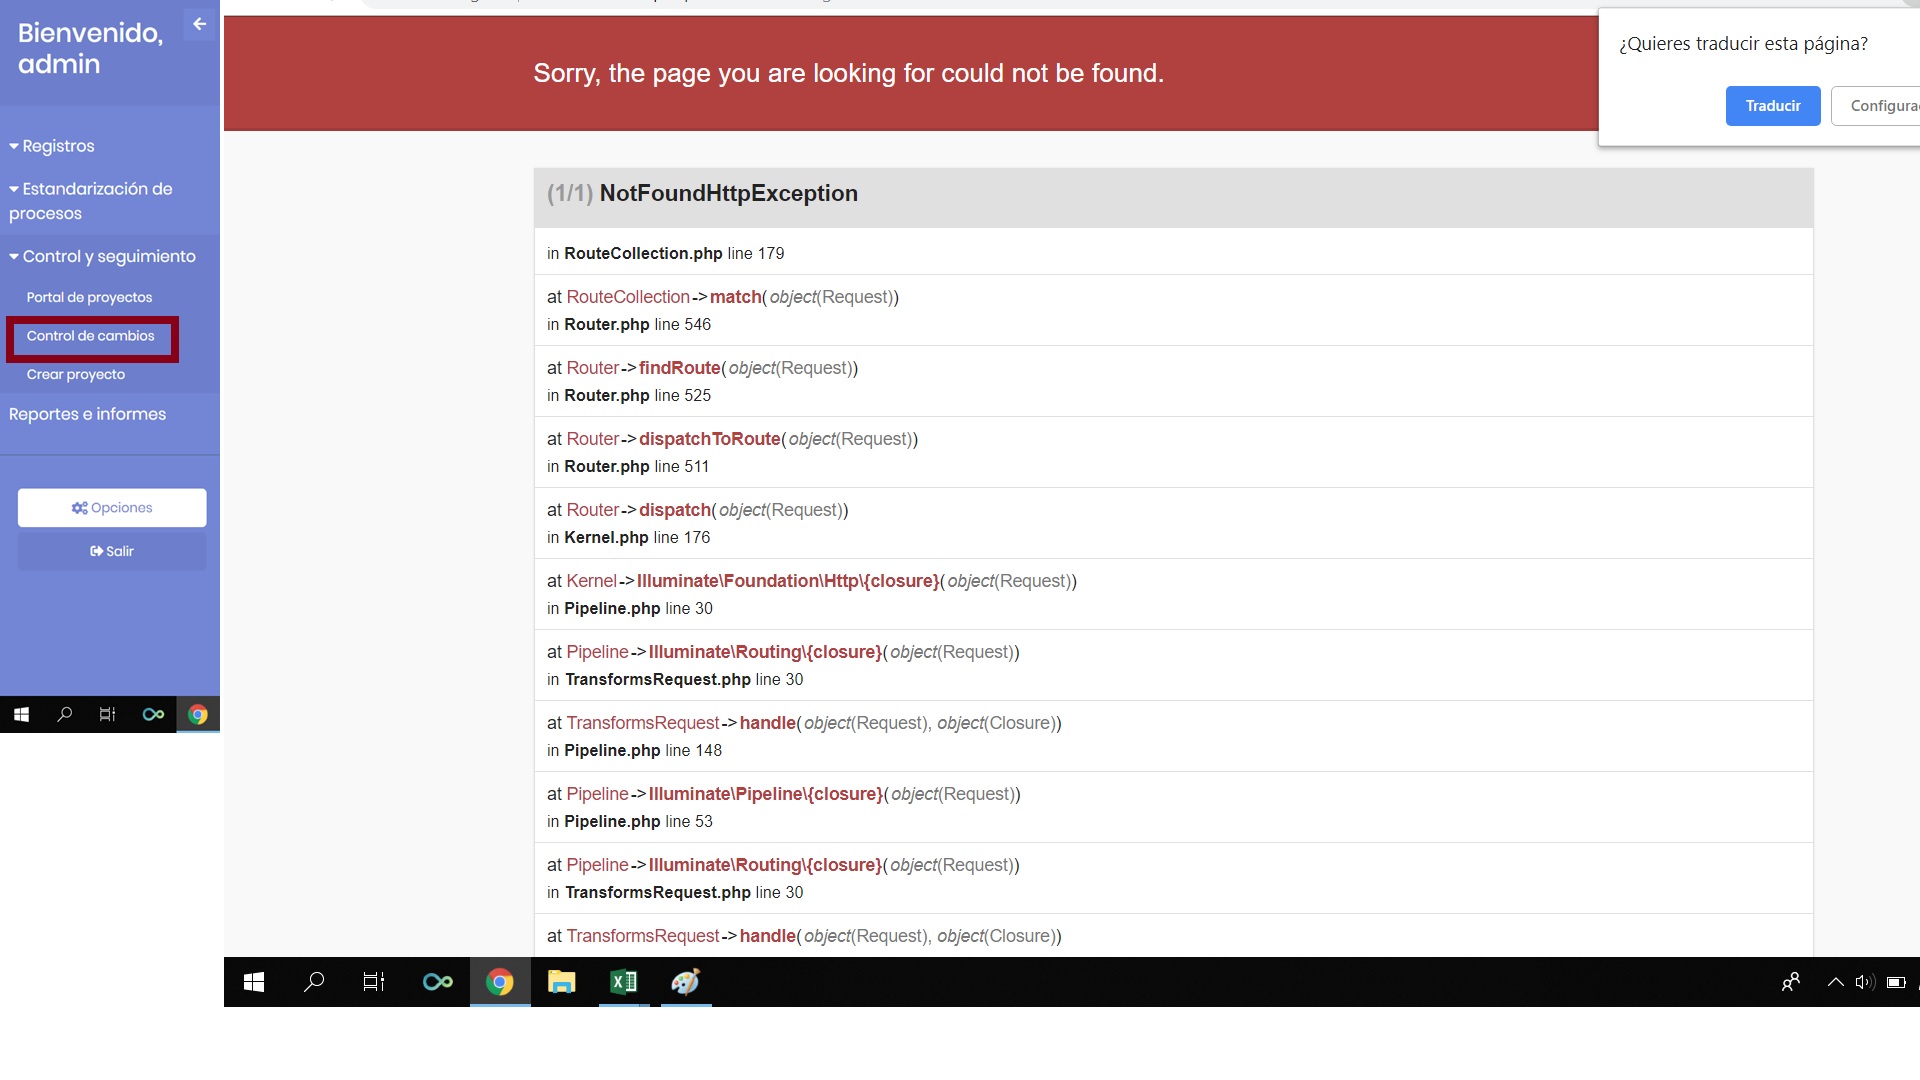 Bienvenido,
admin
Registros
Estandarización de
procesos
Control y seguimiento
Portal de proyectos
Control de cambios
Crear proyecto
Reportes e informes
Opciones
Salir
Sorry, the page you are looking for could not be found.
¿Quieres traducir esta página?
Traducir
Configura
(1/1) NotFoundHttpException
in RouteCollection.php line 179
at RouteCollection->match(object(Request))
in Router.php line 546
at Router->findRoute(object(Request))
in Router.php line 525
at Router->dispatchToRoute(object(Request))
in Router.php line 511
at Router->dispatch(object(Request))
in Kernel.php line 176
at Kernel->Illuminate\Foundation\Http\{closure}(object(Request))
in Pipeline.php line 30
at Pipeline->Illuminate\Routing\{closure}(object(Request))
in TransformsRequest.php line 30
at TransformsRequest->handle(object(Request), object(Closure))
in Pipeline.php line 148
at Pipeline->Illuminate\Pipeline\{closure}(object(Request))
in Pipeline.php line 53
at Pipeline->Illuminate\Routing\{closure}(object(Request))
in TransformsRequest.php line 30
at TransformsRequest->handle(object(Request), object(Closure))